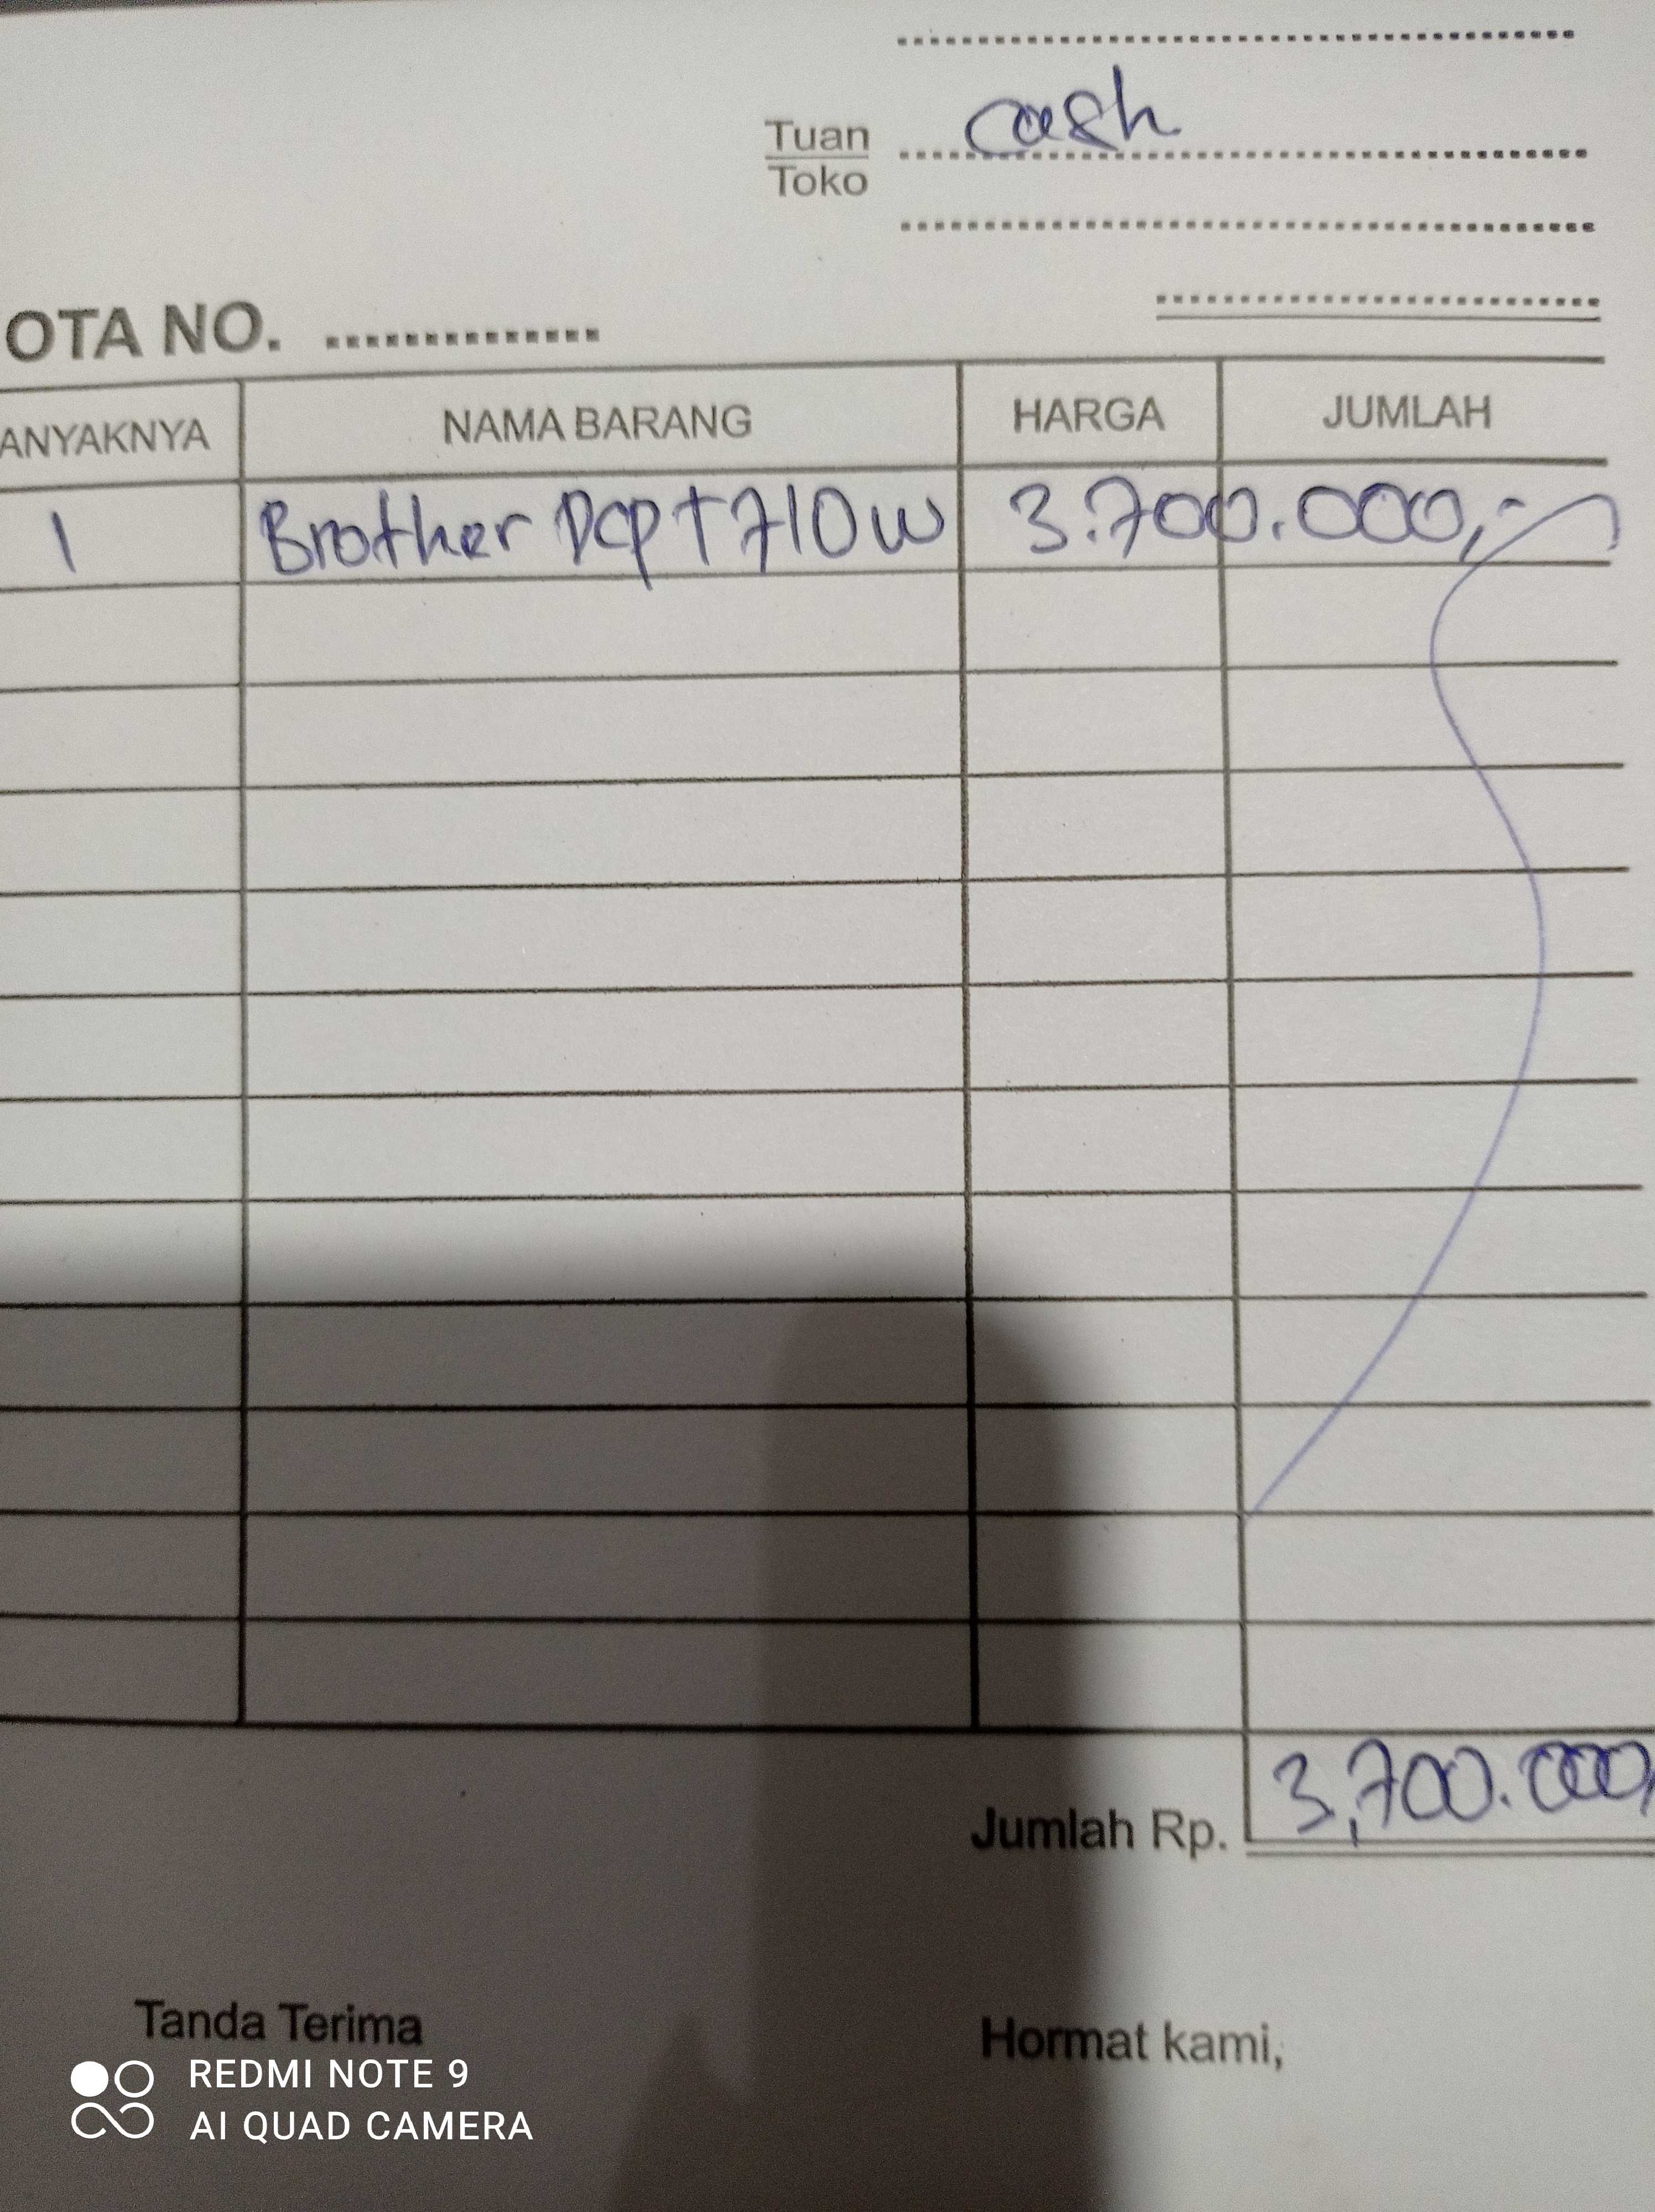 cash
Tuan
Toko
OTA NO.
ANYAKNYA NAMA BARANG HARGA JUMLAH
1 Brother Dcp T710w 3.700.000,-
Jumlah Rp. 3,700.000,
Tanda Terima Hormat kami,
REDMI NOTE 9
AI QUAD CAMERA